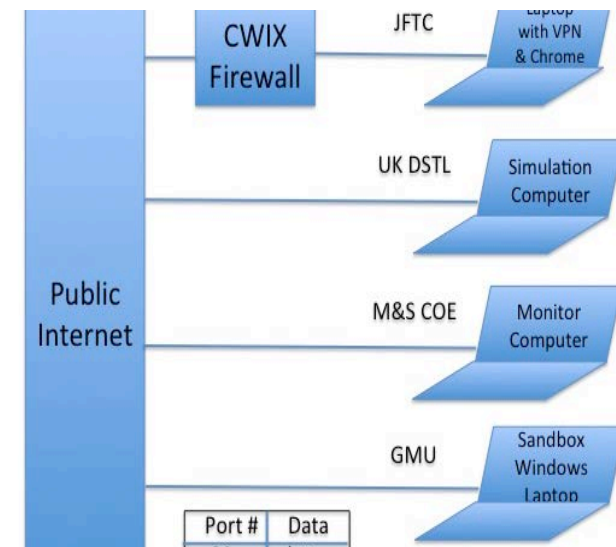 CWIX
Firewall
JFTC
Laptop
with VPN
& Chrome
UK DSTL
Simulation
Computer
Public
Internet
M&S COE
Monitor
Computer
GMU
Sandbox
Windows
Laptop
Port # Data